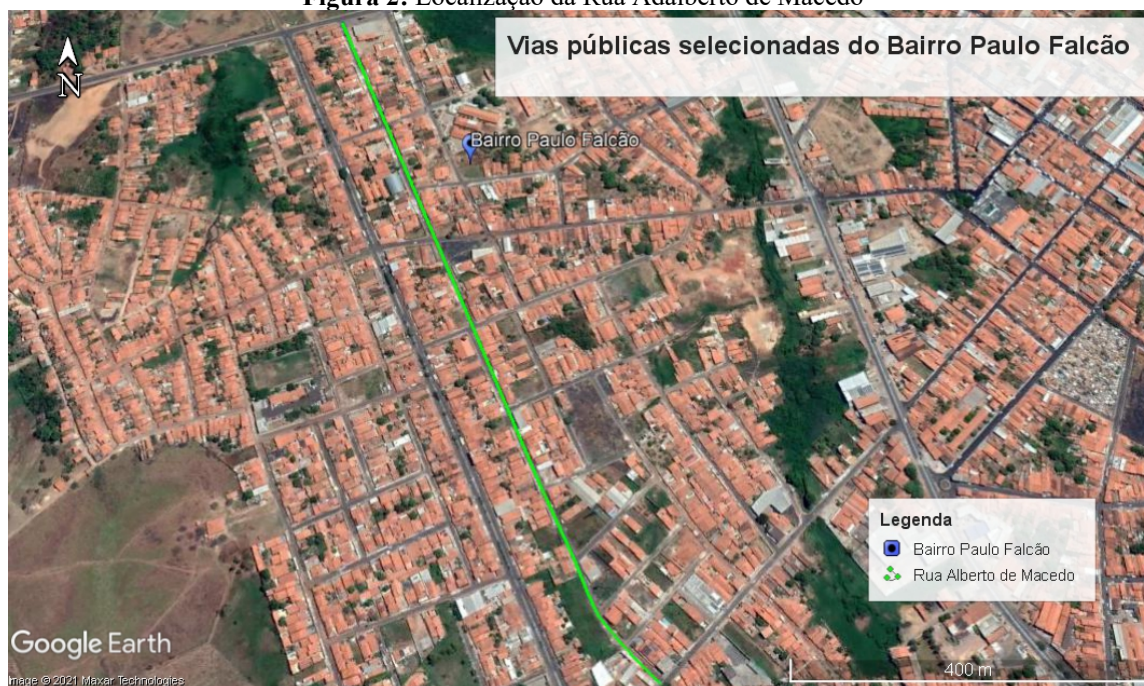 Figura 2: Localização da Rua Adalberto de Macedo
Vias públicas selecionadas do Bairro Paulo Falcão
N
Bairro Paulo Falcão
Legenda
Bairro Paulo Falcão
Rua Alberto de Macedo
Google Earth
400 m
Image © 2021 Maxar Technologies